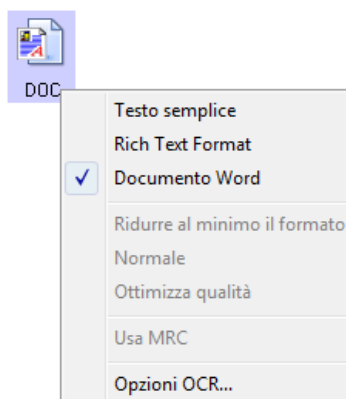 DOC
Testo semplice
Rich Text Format
Documento Word
Ridurre al minimo il formato
Normale
Ottimizza qualità
Usa MRC
Opzioni OCR...